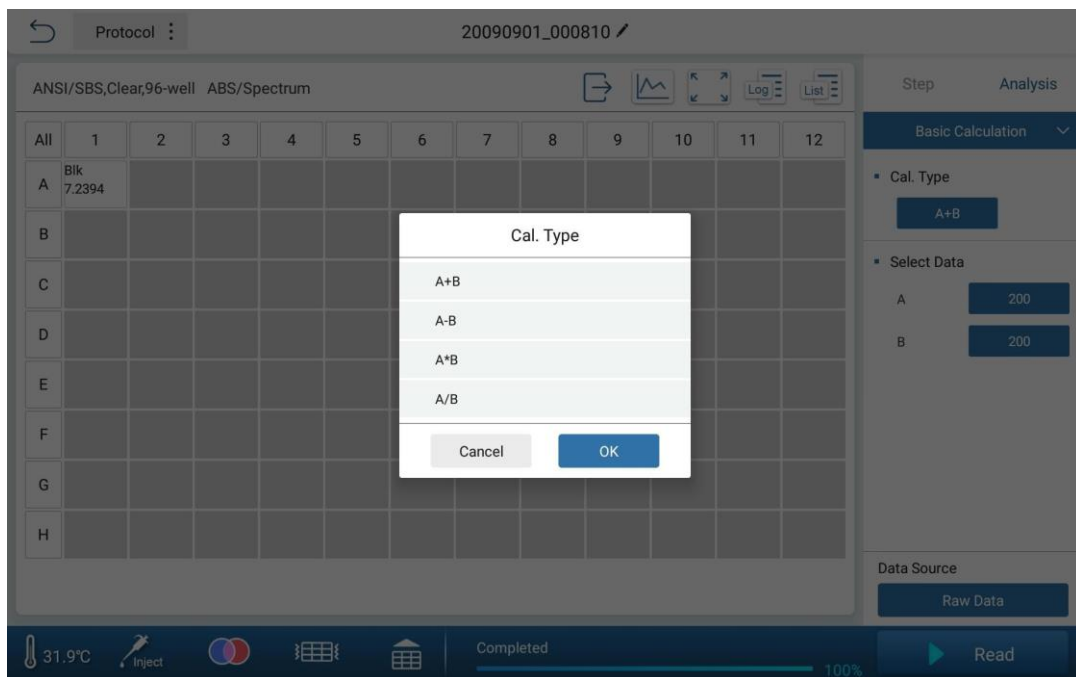 Protocol
20090901_000810
ANSI/SBS,Clear,96-well ABS/Spectrum
Log
List
Step
Analysis
All 1 2 3 4 5 6 7 8 9 10 11 12
Basic Calculation
A
Blk
7.2394
B
C
D
E
F
G
H
Cal. Type
A+B
A-B
A*B
A/B
Cancel
OK
Cal. Type
A+B
Select Data
A 200
B 200
Data Source
Raw Data
31.9°C
Inject
Completed
100%
Read